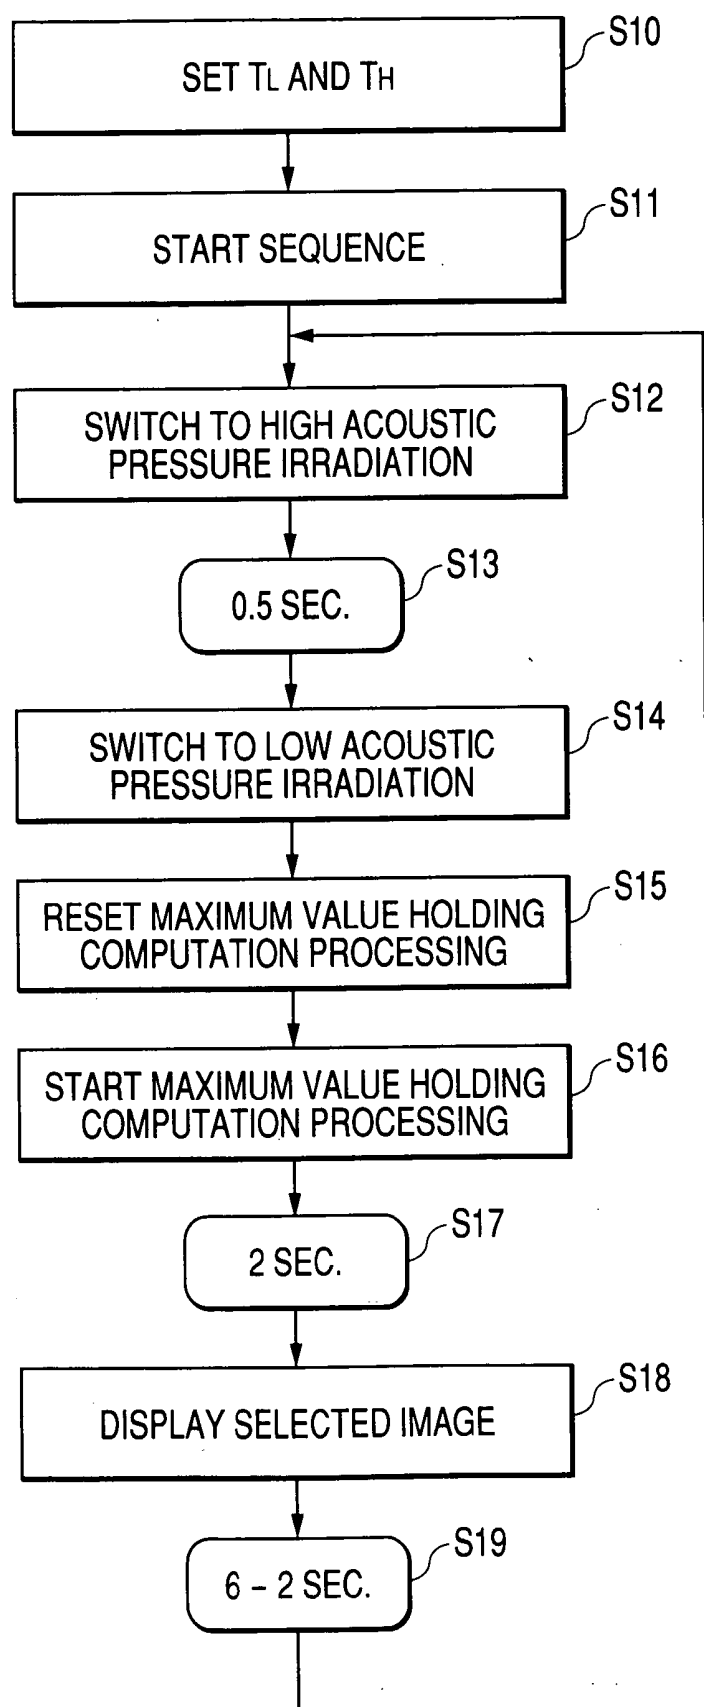 S10
SET TL AND TH
S11
START SEQUENCE
S12
SWITCH TO HIGH ACOUSTIC
PRESSURE IRRADIATION
S13
0.5 SEC.
S14
SWITCH TO LOW ACOUSTIC
PRESSURE IRRADIATION
S15
RESET MAXIMUM VALUE HOLDING
COMPUTATION PROCESSING
S16
START MAXIMUM VALUE HOLDING
COMPUTATION PROCESSING
S17
2 SEC.
S18
DISPLAY SELECTED IMAGE
S19
6 – 2 SEC.